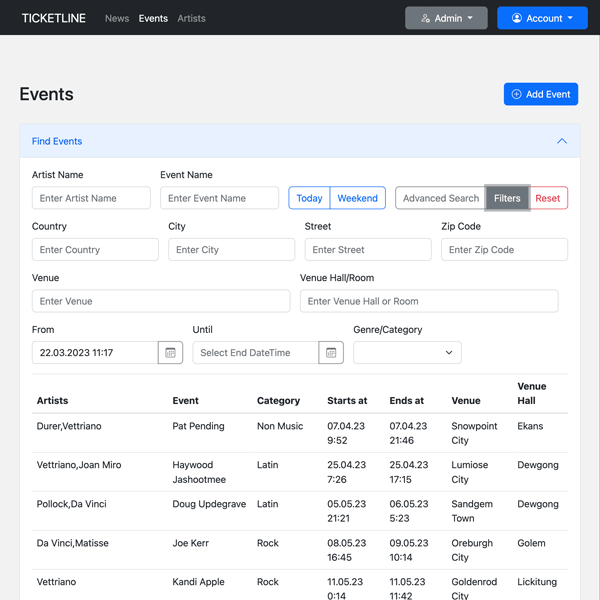 TICKETLINE News Events Artists Admin Account
Events
Add Event
Find Events
Artist Name Event Name
Enter Artist Name Enter Event Name Today Weekend Advanced Search Filters Reset
Country City Street Zip Code
Enter Country Enter City Enter Street Enter Zip Code
Venue Venue Hall/Room
Enter Venue Enter Venue Hall or Room
From Until Genre/Category
22.03.2023 11:17 Select End DateTime
Artists Event Category Starts at Ends at Venue Venue Hall
Durer,Vettriano Pat Pending Non Music 07.04.23 9:52 07.04.23 21:46 Snowpoint City Ekans
Vettriano,Joan Miro Haywood Jashootmee Latin 25.04.23 7:26 25.04.23 17:15 Lumiose City Dewgong
Pollock,Da Vinci Doug Updegrave Latin 05.05.23 21:21 06.05.23 5:23 Sandgem Town Dewgong
Da Vinci,Matisse Joe Kerr Rock 08.05.23 16:45 09.05.23 10:14 Oreburgh City Golem
Vettriano Kandi Apple Rock 11.05.23 0:14 11.05.23 11:42 Goldenrod City Lickitung